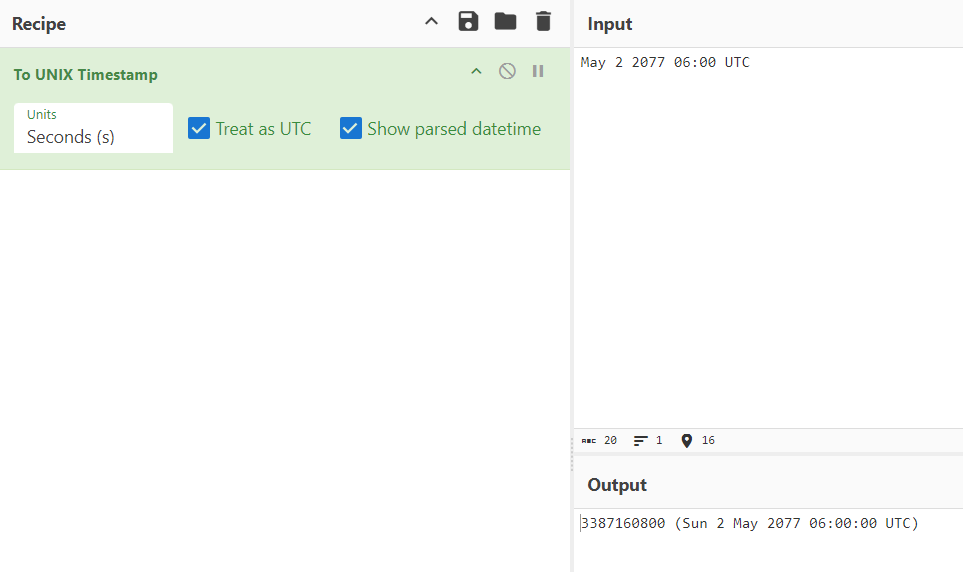 Recipe
To UNIX Timestamp
Units
Seconds (s)
Treat as UTC
Show parsed datetime
Input
May 2 2077 06:00 UTC
ABC 20 1 16
Output
3387160800 (Sun 2 May 2077 06:00:00 UTC)